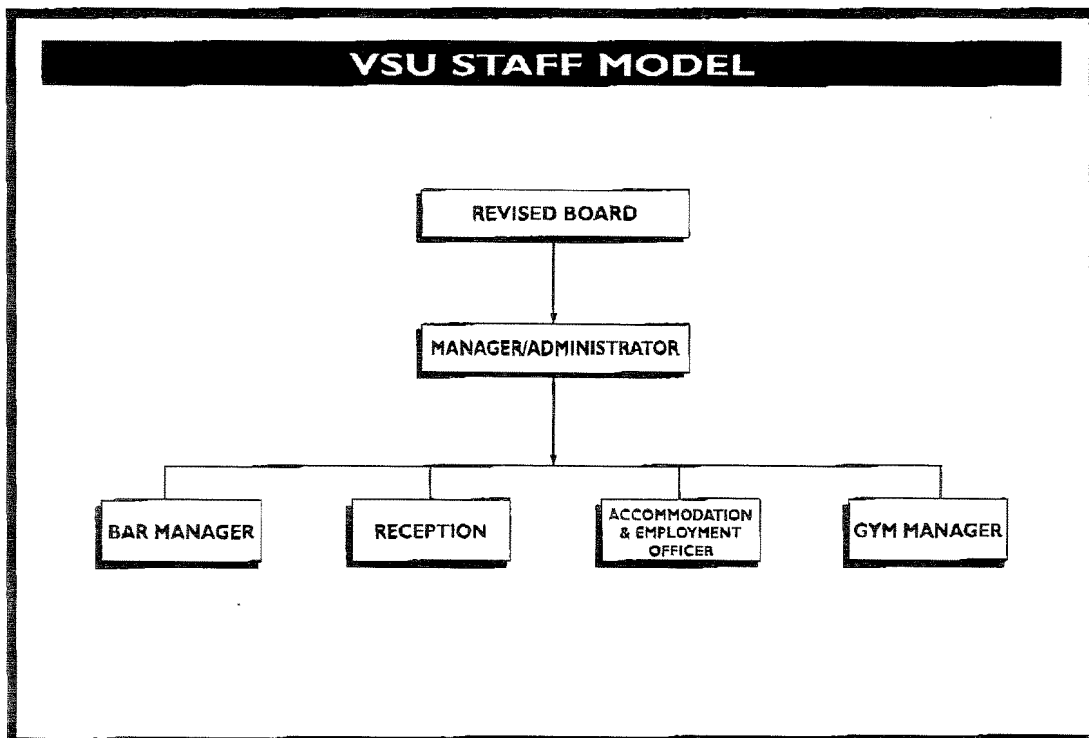 VSU STAFF MODEL
REVISED BOARD
MANAGER/ADMINISTRATOR
BAR MANAGER
RECEPTION
ACCOMMODATION
& EMPLOYMENT
OFFICER
GYM MANAGER